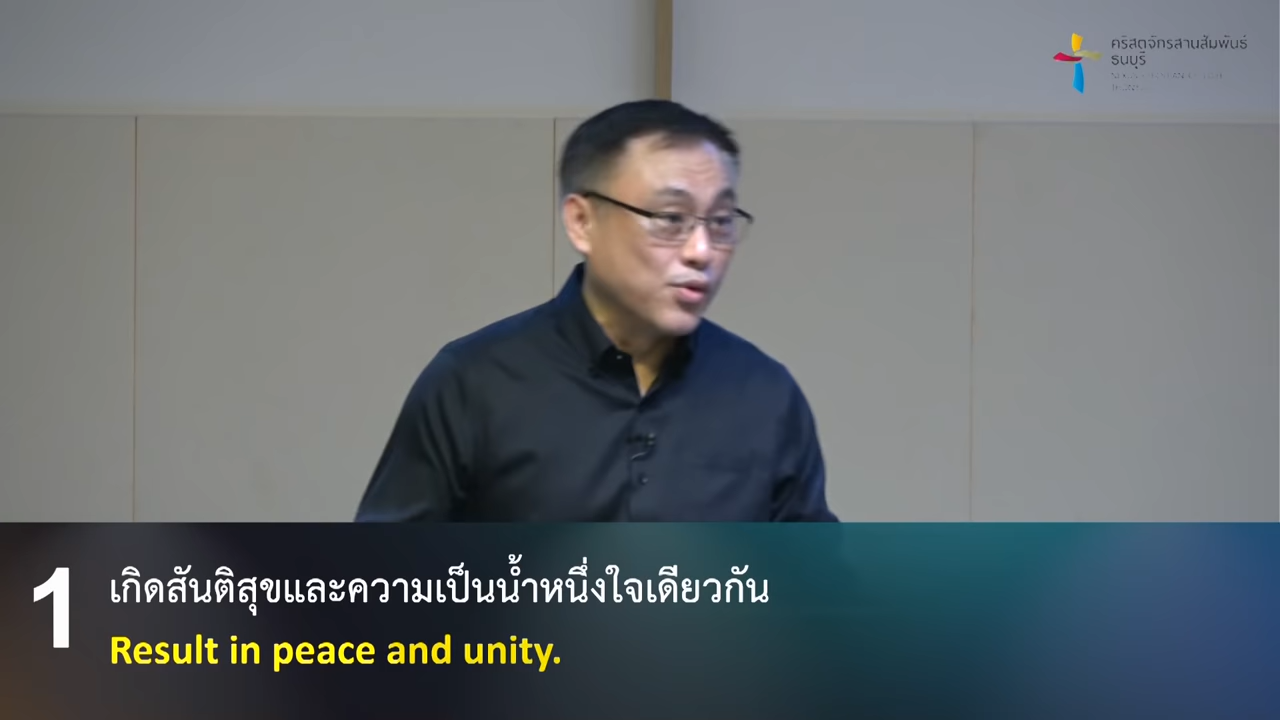 คริสตจักรสานสัมพันธ์
ธนบุรี
1
เกิดสันติสุขและความเป็นน้ำหนึ่งใจเดียวกัน
Result in peace and unity.